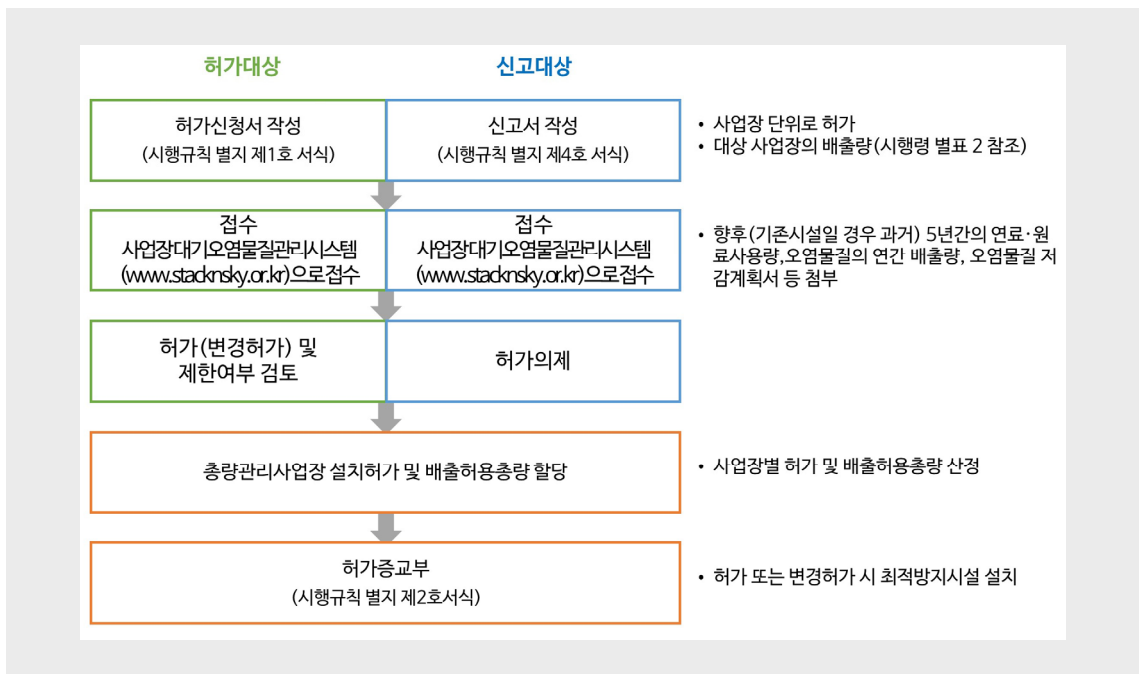 허가대상
신고대상
허가신청서 작성
(시행규칙 별지 제1호 서식)
신고서 작성
(시행규칙 별지 제4호 서식)
• 사업장 단위로 허가
• 대상 사업장의 배출량(시행령 별표 2 참조)
접수
사업장대기오염물질관리시스템
(www.stacknsky.or.kr)으로접수
접수
사업장대기오염물질관리시스템
(www.stacknsky.or.kr)으로접수
• 향후(기존시설일 경우 과거) 5년간의 연료·원
료사용량,오염물질의 연간 배출량, 오염물질 저
감계획서 등 첨부
허가(변경허가) 및
제한여부 검토
허가의제
총량관리사업장 설치허가 및 배출허용총량 할당
• 사업장별 허가 및 배출허용총량 산정
허가증교부
(시행규칙 별지 제2호서식)
• 허가 또는 변경허가 시 최적방지시설 설치